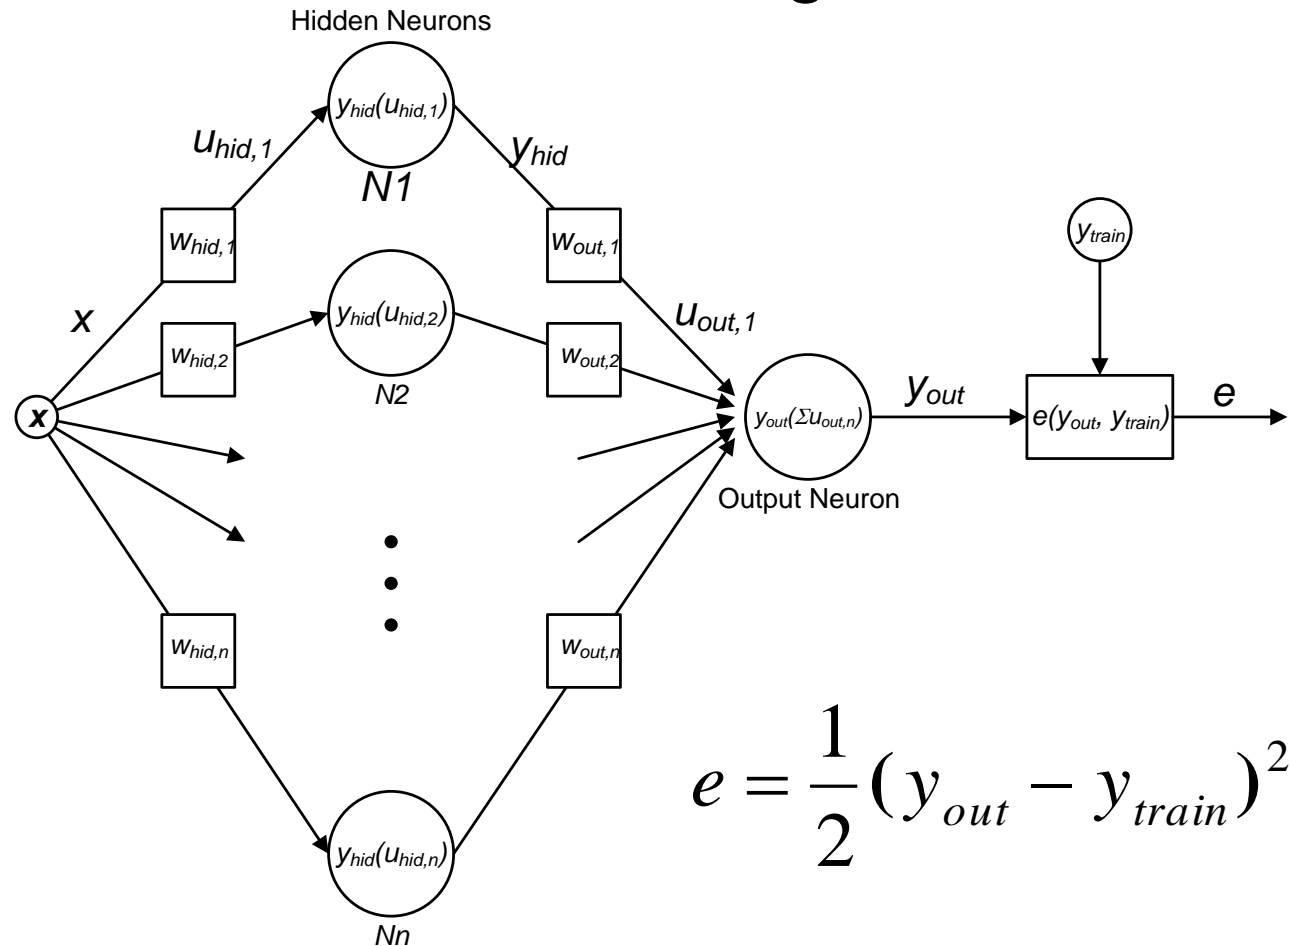 Hidden Neurons
y_hid(u_hid,1)
u_hid,1
y_hid
N1
w_hid,1
w_out,1
y_train
x
y_hid(u_hid,2)
u_out,1
w_hid,2
w_out,2
N2
x
y_out(Σu_out,n)
y_out
e(y_out, y_train)
e
Output Neuron
w_hid,n
w_out,n
e = 1/2 (y_out − y_train)²
y_hid(u_hid,n)
Nn